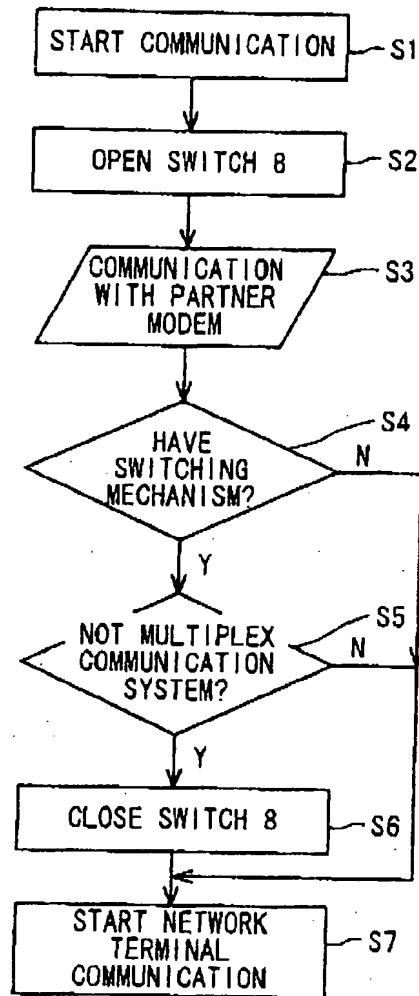 START COMMUNICATION
S1
OPEN SWITCH 8
S2
COMMUNICATION
WITH PARTNER
MODEM
S3
HAVE
SWITCHING
MECHANISM?
S4
N
Y
NOT MULTIPLEX
COMMUNICATION
SYSTEM?
S5
N
Y
CLOSE SWITCH 8
S6
START NETWORK
TERMINAL
COMMUNICATION
S7